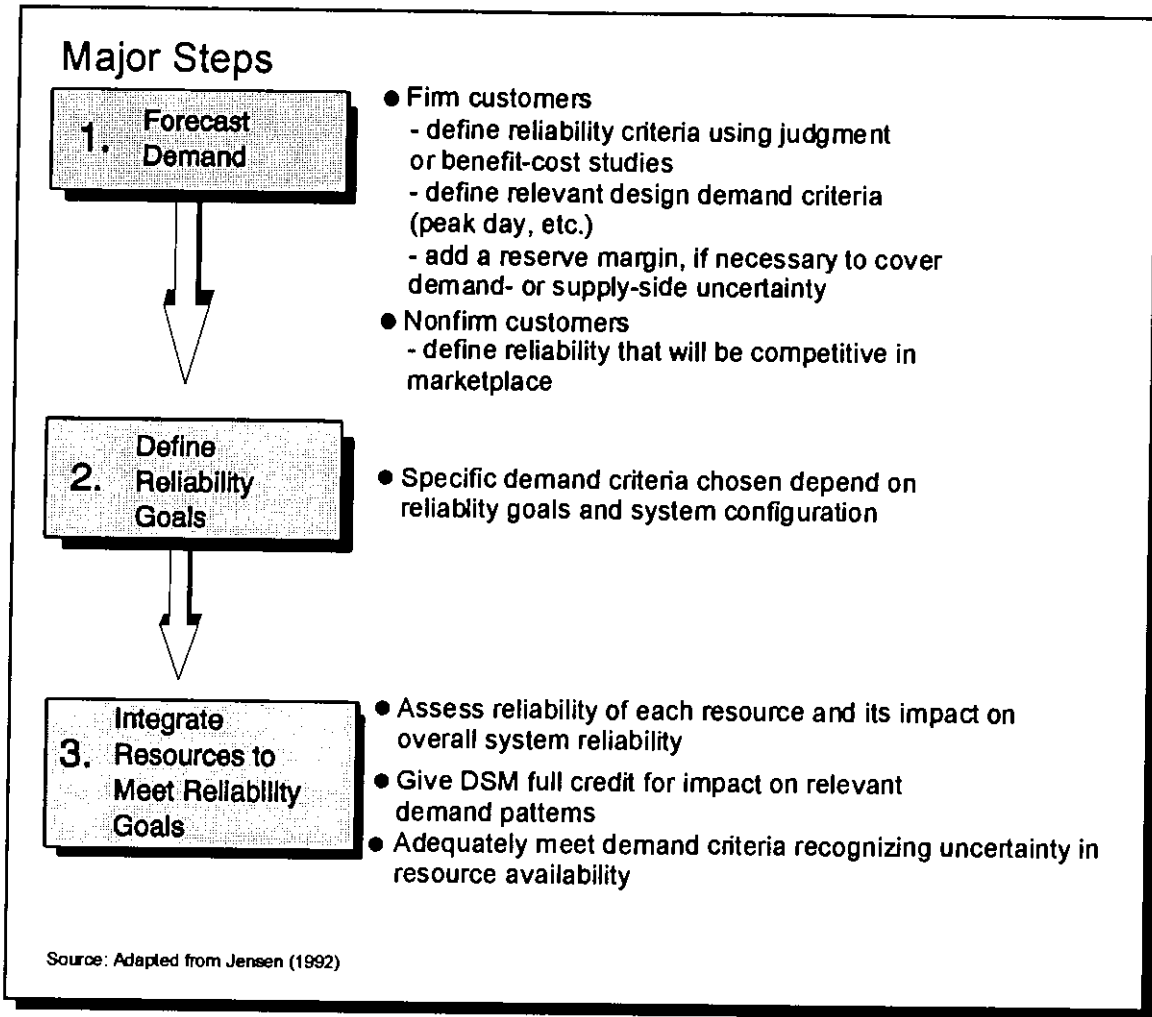 Major Steps
1. Forecast
Demand
● Firm customers
- define reliability criteria using judgment
or benefit-cost studies
- define relevant design demand criteria
(peak day, etc.)
- add a reserve margin, if necessary to cover
demand- or supply-side uncertainty
● Nonfirm customers
- define reliability that will be competitive in
marketplace
2. Define
Reliability
Goals
● Specific demand criteria chosen depend on
reliablity goals and system configuration
3. Integrate
Resources to
Meet Reliability
Goals
● Assess reliability of each resource and its impact on
overall system reliability
● Give DSM full credit for impact on relevant
demand patterns
● Adequately meet demand criteria recognizing uncertainty in
resource availability
Source: Adapted from Jensen (1992)